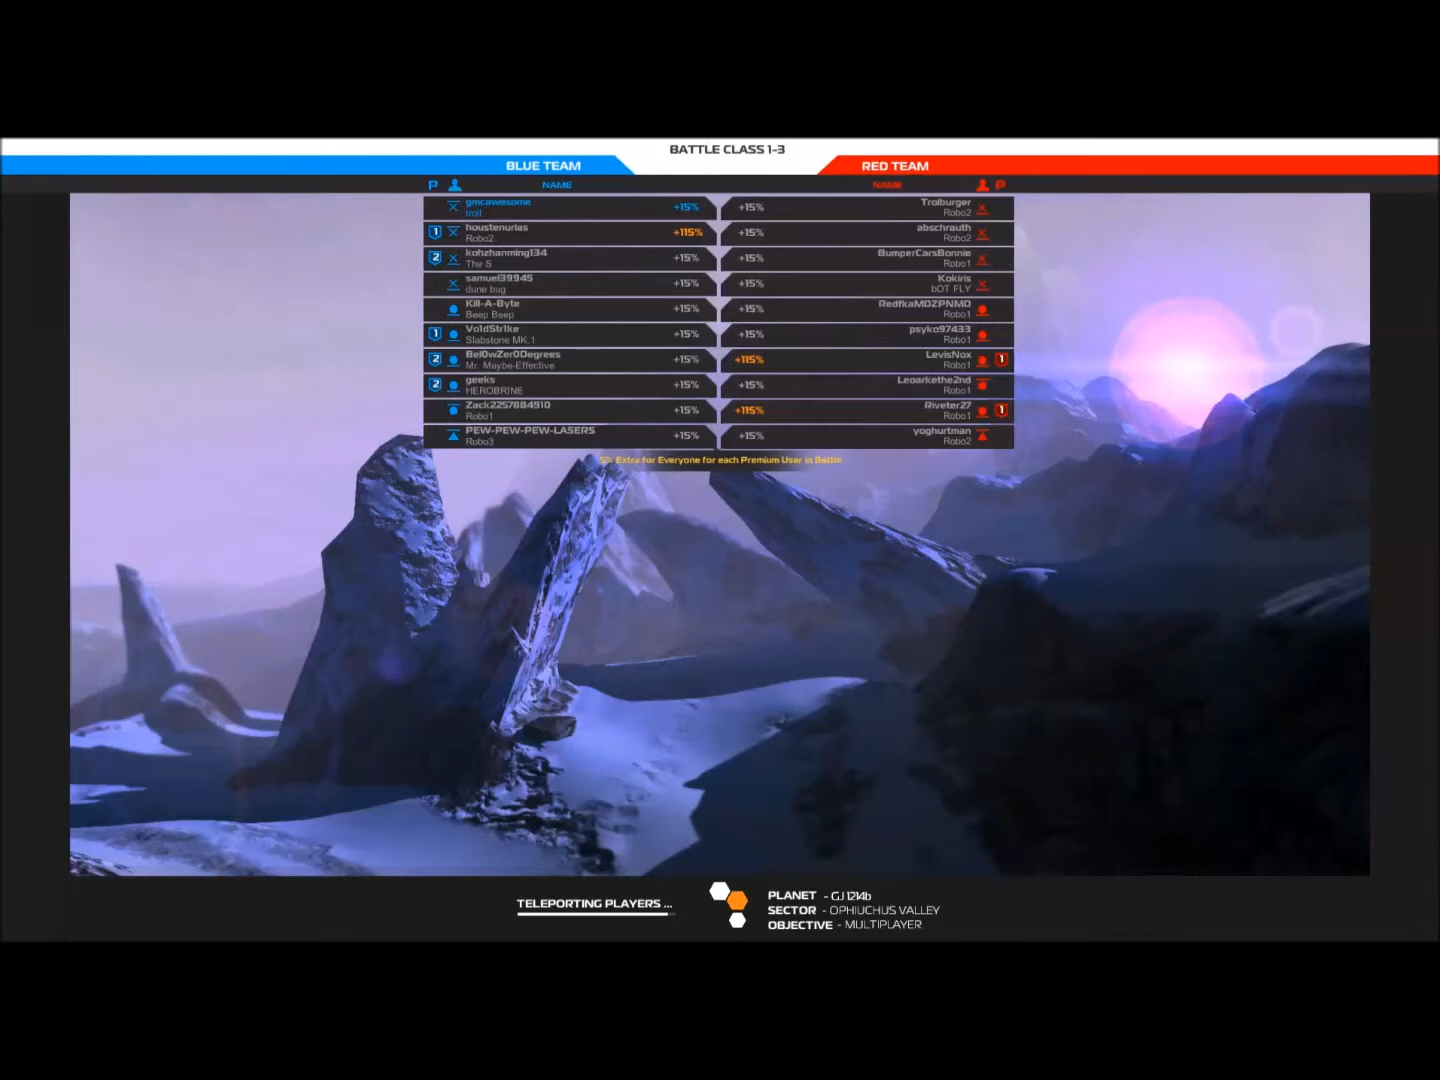 BATTLE CLASS 1-3
BLUE TEAM RED TEAM
P NAME NAME P
gmcawesome +15% +15% Trolburger
troll Robo2
1 houstenurlas +115% +15% abschrauth
Robo2 Robo2
2 kohzhanming134 +15% +15% BumperCarsBonnie
The S Robo1
samuel39945 +15% +15% Kokiris
dune bug bOT FLY
Kill-A-Byte +15% +15% RedfkaMDZPNMD
Beep Beep Robo1
1 Vo1dStr1ke +15% +15% psyko97433
Slabstone MK.1 Robo1
2 Bel0wZer0Degrees +15% +115% LevisNox 1
Mr. Maybe-Effective Robo1
2 geeks +15% +15% Leoarkethe2nd
HEROBRINE Robo1
Zack2257884910 +15% +115% Riveter27 1
Robo1 Robo1
PEW-PEW-PEW-LASERS +15% +15% yoghurtman
Robo3 Robo2
5% Extra for Everyone for each Premium User in Battle
TELEPORTING PLAYERS ...
PLANET - GJ 1214b
SECTOR - OPHIUCHUS VALLEY
OBJECTIVE - MULTIPLAYER